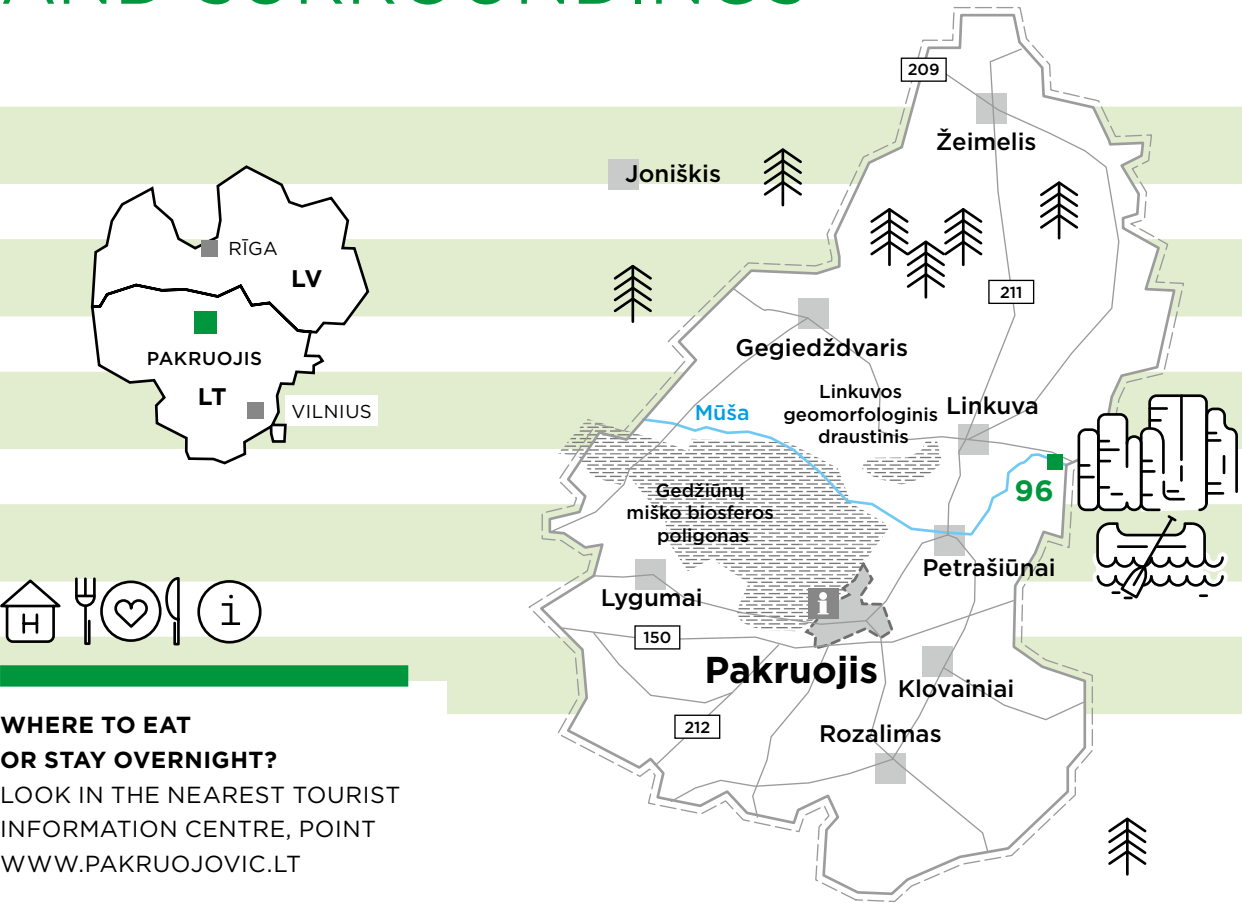 AND SURROUNDINGS
209
Žeimelis
Joniškis
RĪGA
LV
211
PAKRUOJIS
Gegiedždvaris
LT
VILNIUS
Linkuvos
geomorfologinis
draustinis
Linkuva
Mūša
96
Gedžiūnų
miško biosferos
poligonas
Petrašiūnai
Lygumai
H
i
i
150
Pakruojis
Klovainiai
212
Rozalimas
WHERE TO EAT
OR STAY OVERNIGHT?
LOOK IN THE NEAREST TOURIST
INFORMATION CENTRE, POINT
WWW.PAKRUOJOVIC.LT